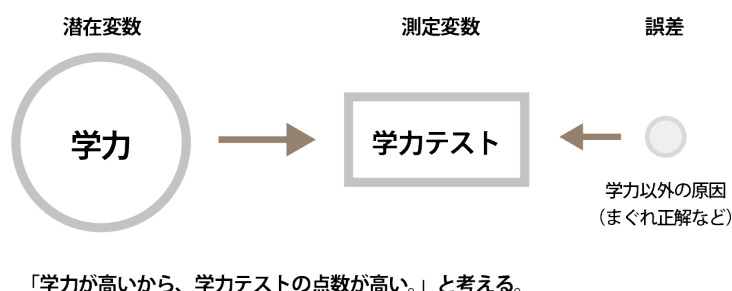 潜在変数
測定変数
誤差
学力
学力テスト
学力以外の原因
（まぐれ正解など）
「学力が高いから、学力テストの点数が高い。」と考える。